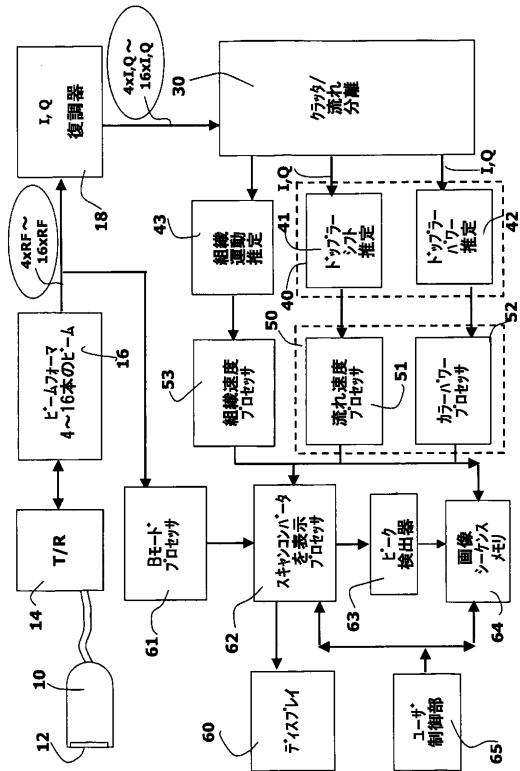 10
12
T/R
14
ビームフォーマ
4～16本のビーム
16
4xRF～
16xRF
I,Q
復調器
18
4xI,Q～
16xI,Q
クラッタ/
流れ
分離
30
組織
運動
推定
43
I,Q
I,Q
ドップラー
シフト
推定
41
40
ドップラー
パワー
推定
42
組織速度
プロセッサ
53
50
流れ速度
プロセッサ
51
カラーパワー
プロセッサ
52
Bモード
プロセッサ
61
スキャンコンバータ
を表示
プロセッサ
62
ピーク
検出器
63
画像
シーケンス
メモリ
64
ディスプレイ
60
ユーザ
制御部
65